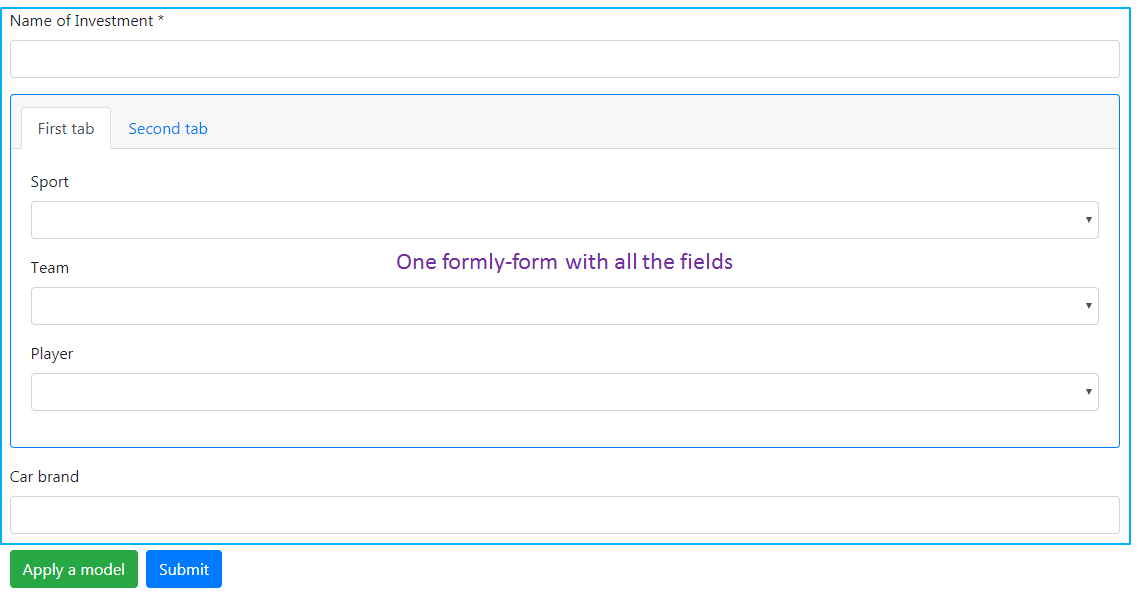 Name of Investment *
First tab Second tab
Sport
One formly-form with all the fields
Team
Player
Car brand
Apply a model Submit